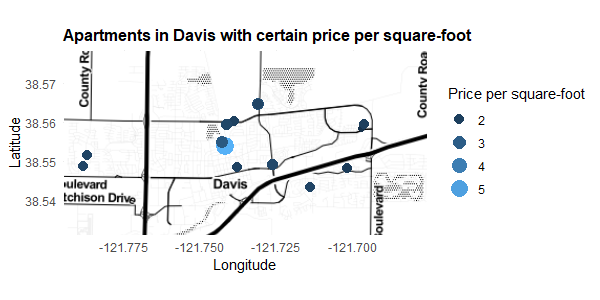 Apartments in Davis with certain price per square-foot
County Ro
County Roa
38.57
38.56
38.55
38.54
Latitude
ulevard
tchison Drive
Davis
oulevard
-121.775
-121.750
-121.725
-121.700
Longitude
Price per square-foot
2
3
4
5